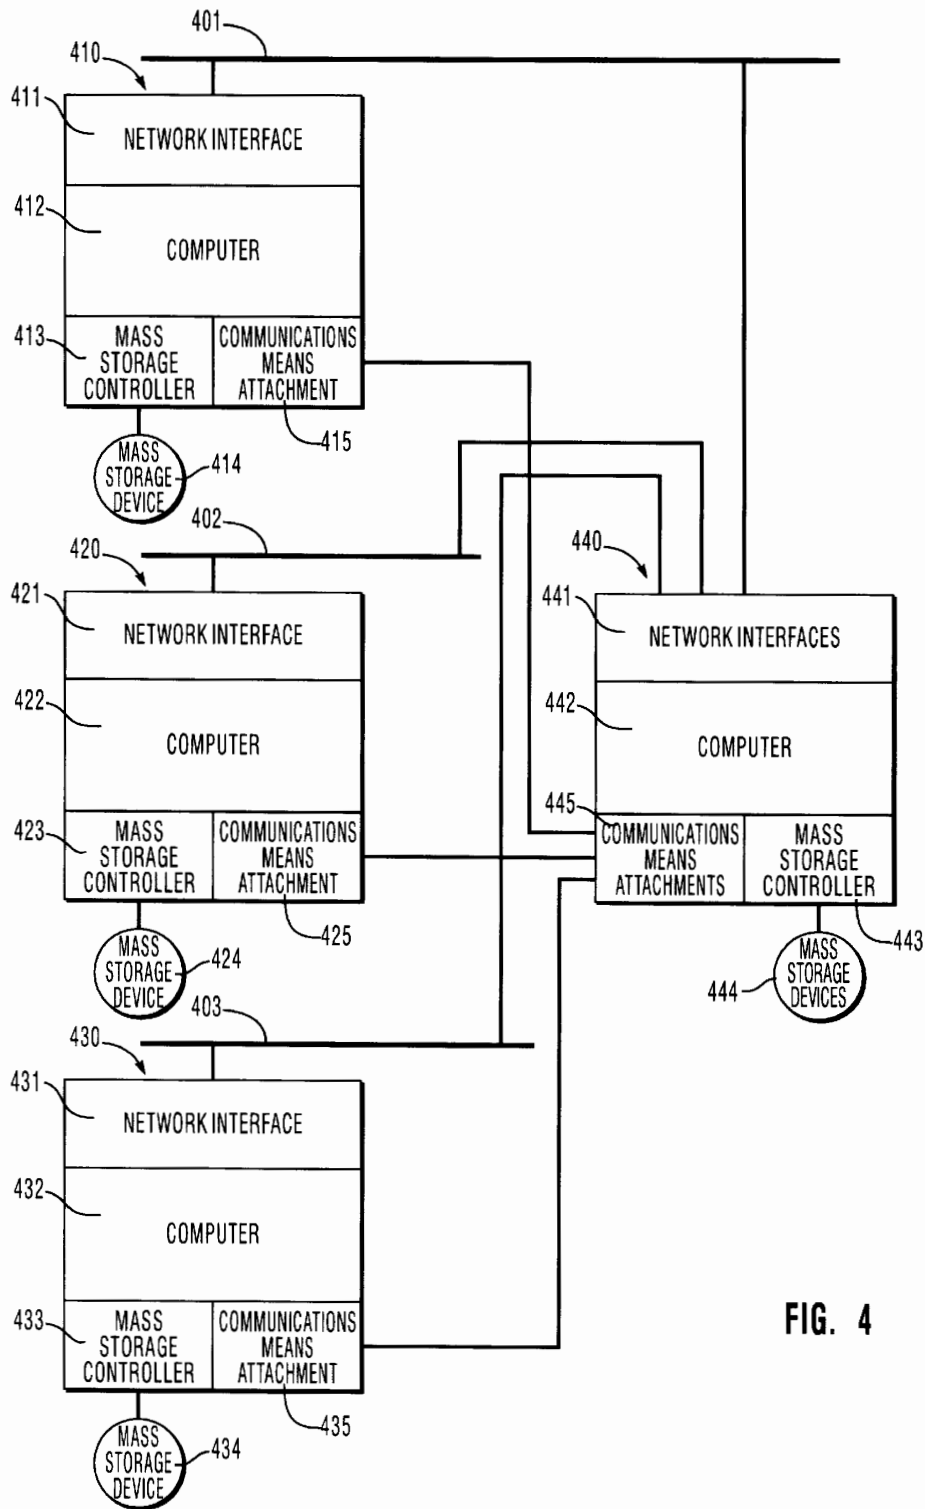 401
410
411
NETWORK INTERFACE
412
COMPUTER
413
MASS
STORAGE
CONTROLLER
COMMUNICATIONS
MEANS
ATTACHMENT
415
MASS
STORAGE
DEVICE
414
402
420
421
NETWORK INTERFACE
422
COMPUTER
423
MASS
STORAGE
CONTROLLER
COMMUNICATIONS
MEANS
ATTACHMENT
425
MASS
STORAGE
DEVICE
424
440
441
NETWORK INTERFACES
442
COMPUTER
445
COMMUNICATIONS
MEANS
ATTACHMENTS
MASS
STORAGE
CONTROLLER
443
MASS
STORAGE
DEVICES
444
403
430
431
NETWORK INTERFACE
432
COMPUTER
433
MASS
STORAGE
CONTROLLER
COMMUNICATIONS
MEANS
ATTACHMENT
435
MASS
STORAGE
DEVICE
434
FIG. 4